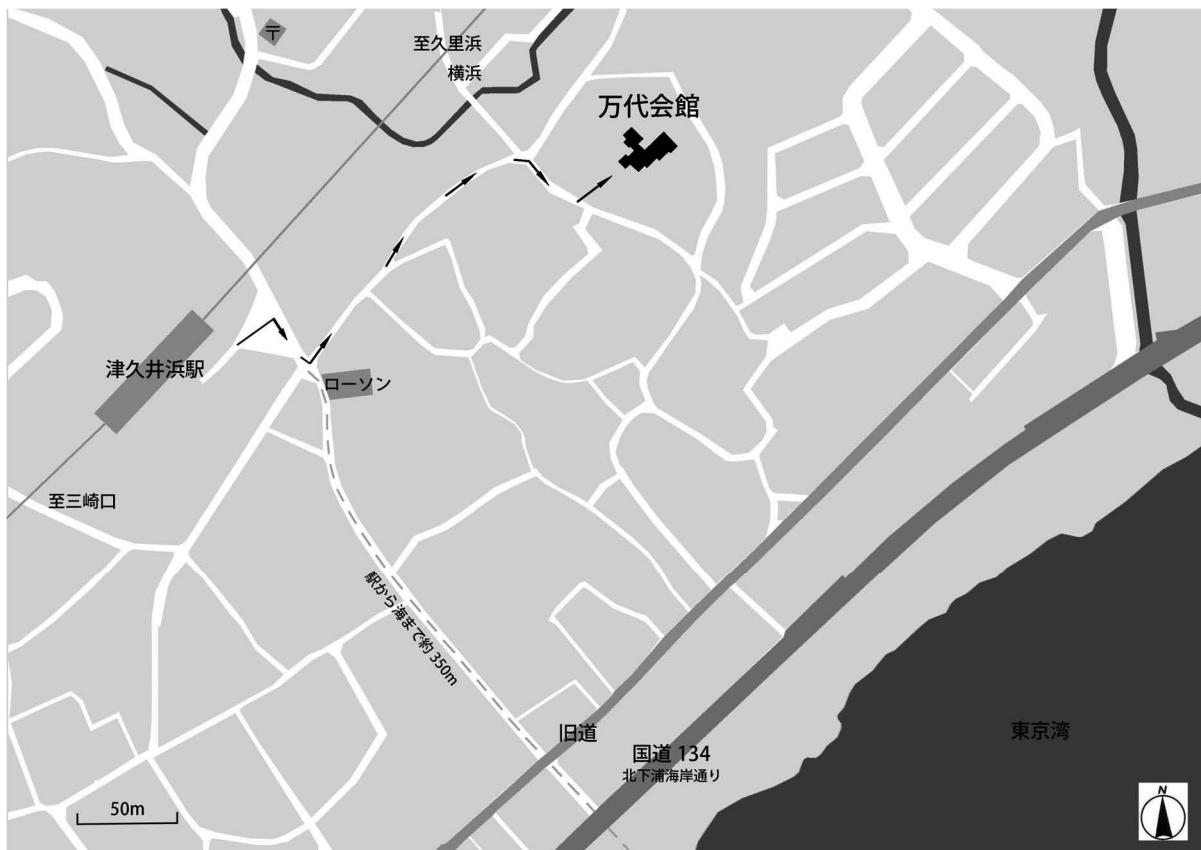 〒
至久里浜
横浜
万代会館
津久井浜駅
ローソン
至三崎口
駅から海まで約 350m
旧道
国道 134
北下浦海岸通り
東京湾
50m
N